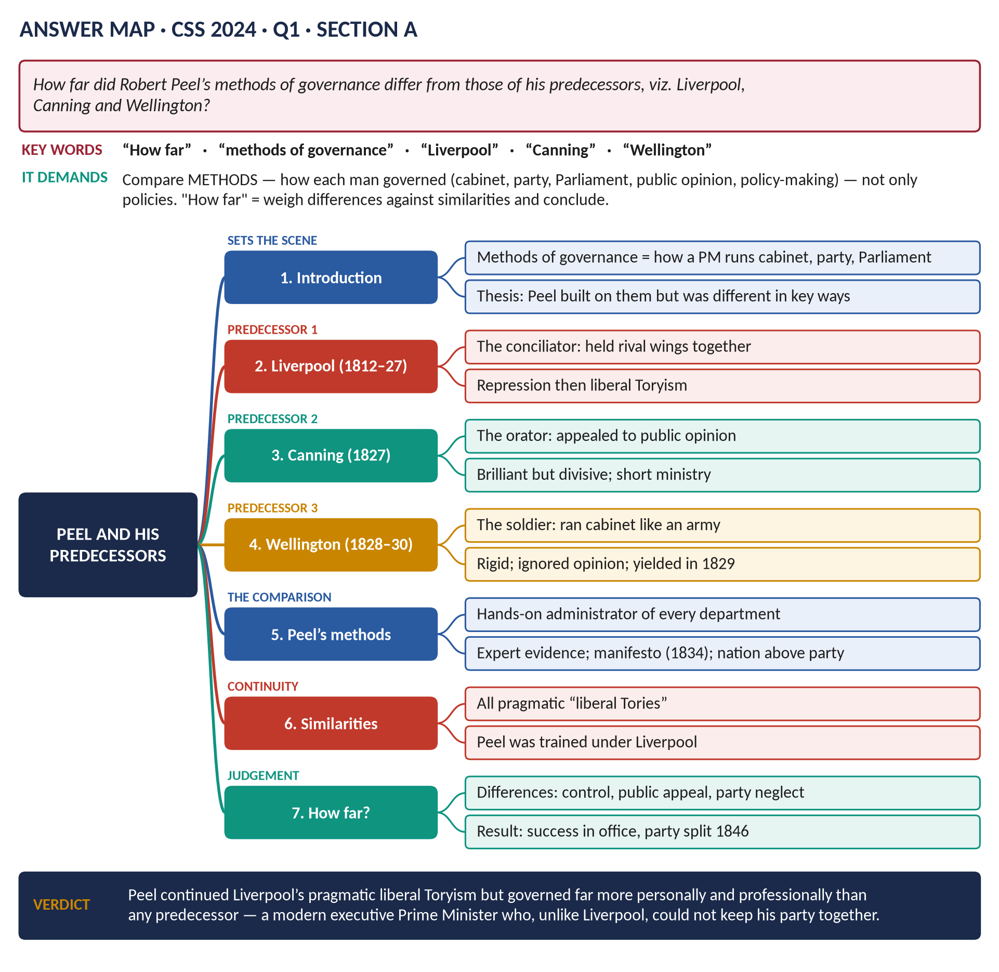 ANSWER MAP · CSS 2024 · Q1 · SECTION A
How far did Robert Peel’s methods of governance differ from those of his predecessors, viz. Liverpool,
Canning and Wellington?
KEY WORDS “How far” · “methods of governance” · “Liverpool” · “Canning” · “Wellington”
IT DEMANDS Compare METHODS — how each man governed (cabinet, party, Parliament, public opinion, policy-making) — not only
policies. "How far" = weigh differences against similarities and conclude.
PEEL AND HIS
PREDECESSORS
SETS THE SCENE
1. Introduction
Methods of governance = how a PM runs cabinet, party, Parliament
Thesis: Peel built on them but was different in key ways
PREDECESSOR 1
2. Liverpool (1812–27)
The conciliator: held rival wings together
Repression then liberal Toryism
PREDECESSOR 2
3. Canning (1827)
The orator: appealed to public opinion
Brilliant but divisive; short ministry
PREDECESSOR 3
4. Wellington (1828–30)
The soldier: ran cabinet like an army
Rigid; ignored opinion; yielded in 1829
THE COMPARISON
5. Peel’s methods
Hands-on administrator of every department
Expert evidence; manifesto (1834); nation above party
CONTINUITY
6. Similarities
All pragmatic “liberal Tories”
Peel was trained under Liverpool
JUDGEMENT
7. How far?
Differences: control, public appeal, party neglect
Result: success in office, party split 1846
VERDICT
Peel continued Liverpool’s pragmatic liberal Toryism but governed far more personally and professionally than
any predecessor — a modern executive Prime Minister who, unlike Liverpool, could not keep his party together.